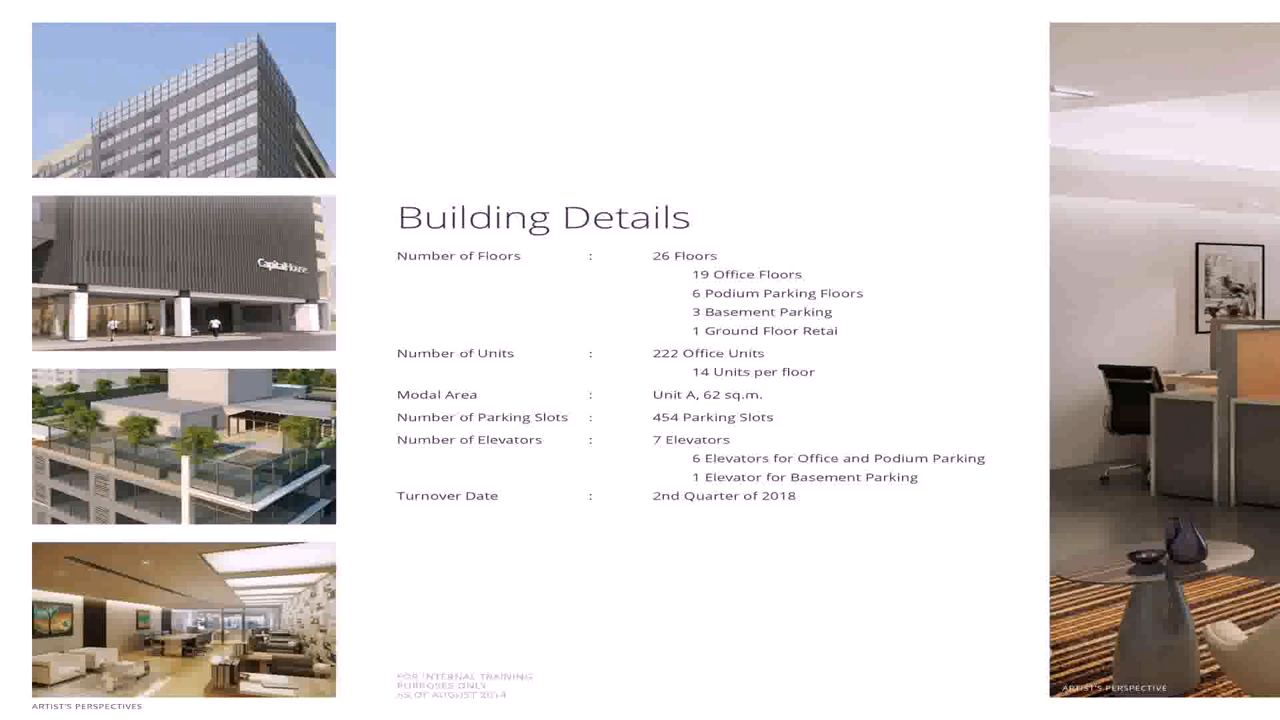 CapitalHouse
Building Details
Number of Floors : 26 Floors
19 Office Floors
6 Podium Parking Floors
3 Basement Parking
1 Ground Floor Retai
Number of Units : 222 Office Units
14 Units per floor
Modal Area : Unit A, 62 sq.m.
Number of Parking Slots : 454 Parking Slots
Number of Elevators : 7 Elevators
6 Elevators for Office and Podium Parking
1 Elevator for Basement Parking
Turnover Date : 2nd Quarter of 2018
FOR INTERNAL TRAINING
PURPOSES ONLY
AS OF AUGUST 2014
ARTIST'S PERSPECTIVE
ARTIST'S PERSPECTIVES